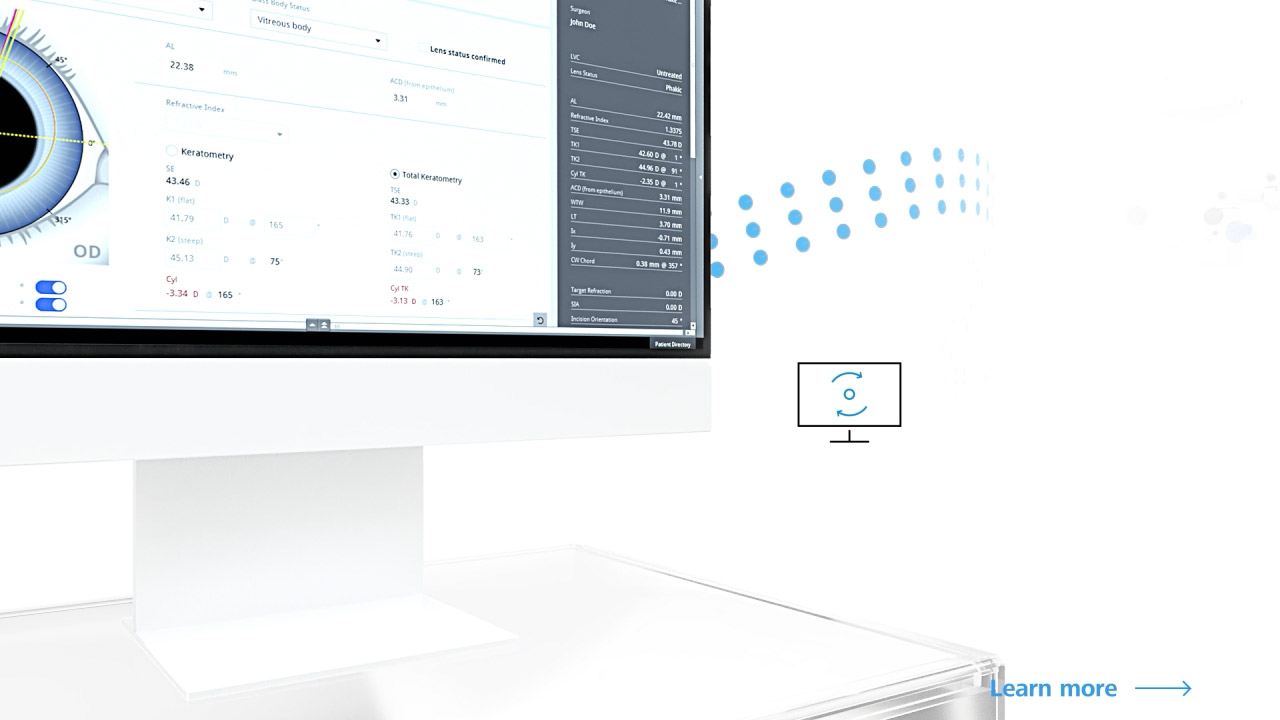 Vitreous body
Lens status confirmed
AL
22.38 mm
ACD (from epithelium)
3.31 mm
Refractive Index
Keratometry
SE
43.46 D
K1 (flat)
41.79 D @ 165 °
K2 (steep)
45.13 D @ 75°
Cyl
-3.34 D @ 165 °
Total Keratometry
TSE
43.33 D
TK1 (flat)
41.76 D @ 163 °
TK2 (steep)
44.90 D @ 73°
Cyl TK
-3.13 D @ 163 °
45°
0°
315°
OD
Surgeon
John Doe
LVC Untreated
Lens Status Phakic
AL 22.42 mm
Refractive Index 1.3375
TSE 43.78 D
TK1 42.60 D @ 1 °
TK2 44.96 D @ 91 °
Cyl TK -2.35 D @ 1 °
ACD (from epithelium) 3.31 mm
WTW 11.9 mm
LT 3.70 mm
Ix -0.71 mm
Iy 0.43 mm
CW Chord 0.38 mm @ 357 °
Target Refraction 0.00 D
SIA 0.00 D
Incision Orientation 45 °
Patient Directory
Learn more